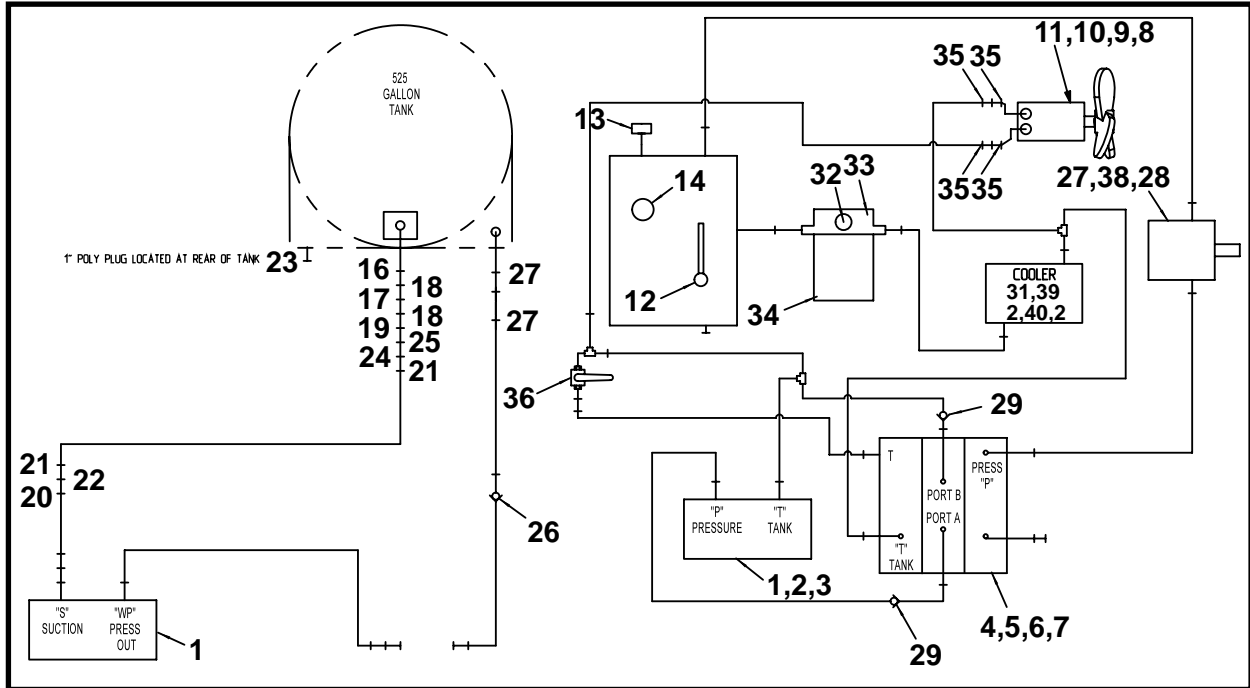 525
GALLON
TANK
1" POLY PLUG LOCATED AT REAR OF TANK 23
16
18
17
18
19
25
24
21
27
27
21
22
20
26
"S"
SUCTION
"WP"
PRESS
OUT
1
13
14
12
32 33
34
35 35
11,10,9,8
35 35
27,38,28
COOLER
31,39
2,40,2
36
29
"P"
PRESSURE
"T"
TANK
1,2,3
T
PORT B
PORT A
PRESS
"P"
"T"
TANK
4,5,6,7
29